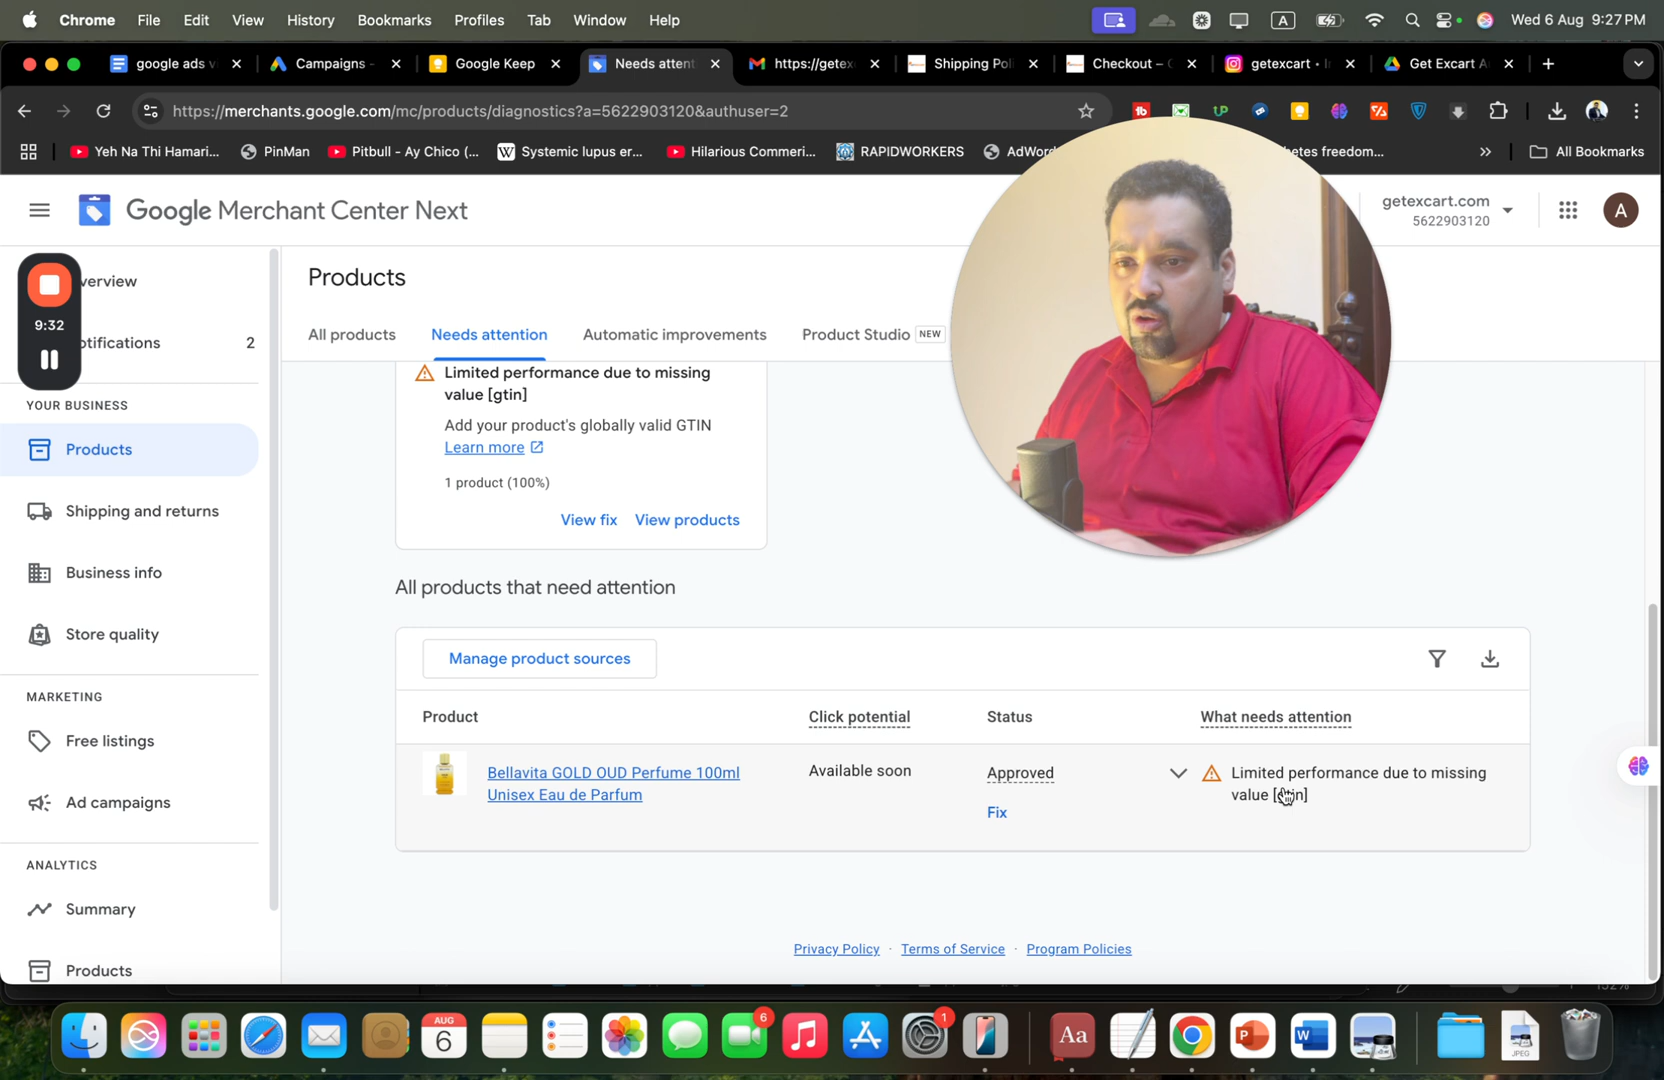 Chrome File Edit View History Bookmarks Profiles Tab Window Help A Wed 6 Aug 9:27 PM
google ads v Campaigns - Google Keep Needs attent https://getex Shipping Pol Checkout – getexcart • I Get Excart A
https://merchants.google.com/mc/products/diagnostics?a=5622903120&authuser=2
Yeh Na Thi Hamari... PinMan Pitbull - Ay Chico (... Systemic lupus er... Hilarious Commeri... RAPIDWORKERS AdWor etes freedom... All Bookmarks
Google Merchant Center Next
getexcart.com
5622903120
A
9:32
verview
otifications 2
YOUR BUSINESS
Products
Shipping and returns
Business info
Store quality
MARKETING
Free listings
Ad campaigns
ANALYTICS
Summary
Products
Products
All products Needs attention Automatic improvements Product Studio NEW
Limited performance due to missing
value [gtin]
Add your product's globally valid GTIN
Learn more
1 product (100%)
View fix View products
All products that need attention
Manage product sources
Product Click potential Status What needs attention
Bellavita GOLD OUD Perfume 100ml
Unisex Eau de Parfum
Available soon
Approved
Fix
Limited performance due to missing
value [gtin]
Privacy Policy · Terms of Service · Program Policies
AUG
6
6
1
Aa
P
W
JPEG